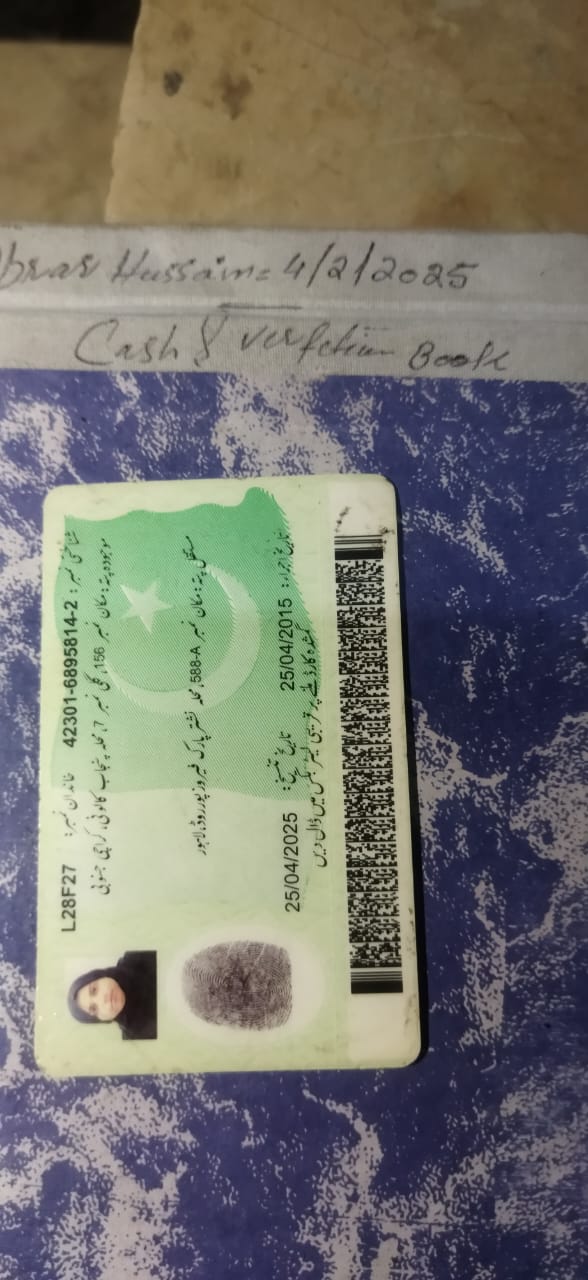 Abrar Hussain = 4/2/2025
Cash & verfction Book
شناختی نمبر: 42301-6895814-2 خاندان نمبر: L28F27
موجودہ پتہ: مکان نمبر 156، گلی نمبر 7، محلہ پنجاب کالونی، کراچی جنوبی
مستقل پتہ: مکان نمبر 588-A، محلہ نشتر پارک فیروزپور روڈ، لاہور
تاریخ اجراء: 25/04/2015 تاریخ تنسیخ: 25/04/2025
گمشدہ کارڈ ملنے پر قریبی لیٹر بکس میں ڈال دیں